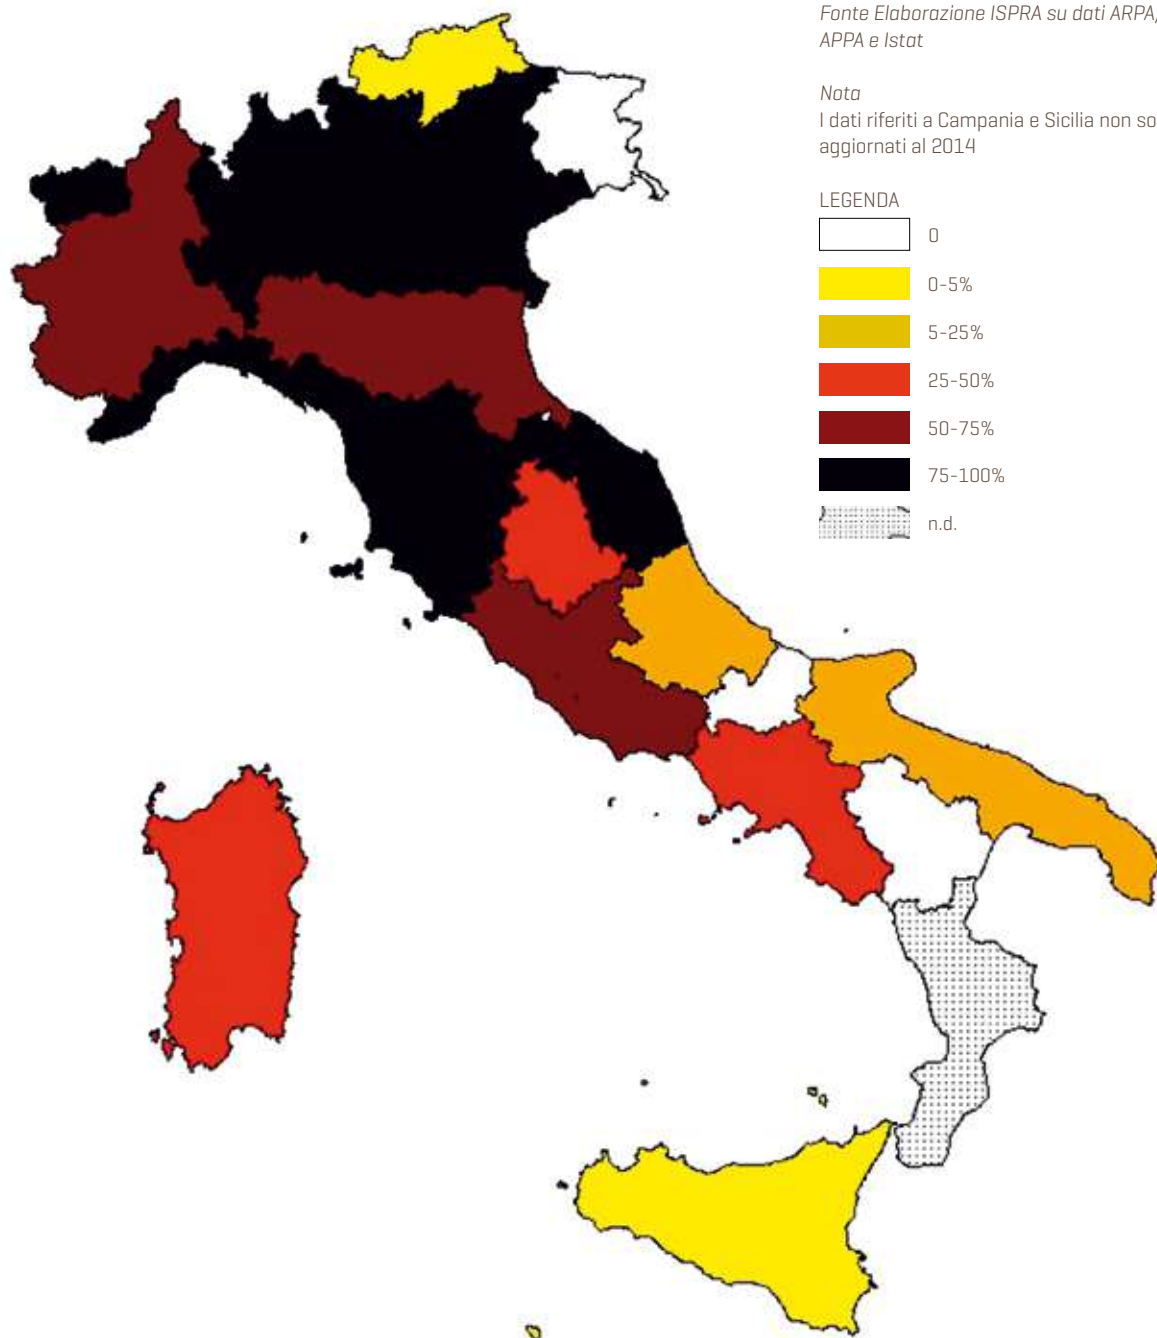 Fonte Elaborazione ISPRA su dati ARPA,
APPA e Istat
Nota
I dati riferiti a Campania e Sicilia non so
aggiornati al 2014
LEGENDA
0
0-5%
5-25%
25-50%
50-75%
75-100%
n.d.